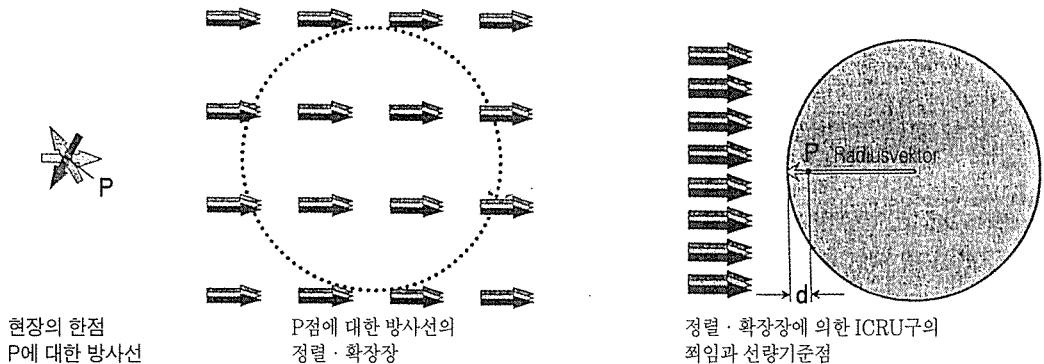 P
P
Radiusvektor
d
현장의 한점
P에 대한 방사선
P점에 대한 방사선의
정렬 · 확장장
정렬 · 확장장에 의한 ICRU구의
쬐임과 선량기준점